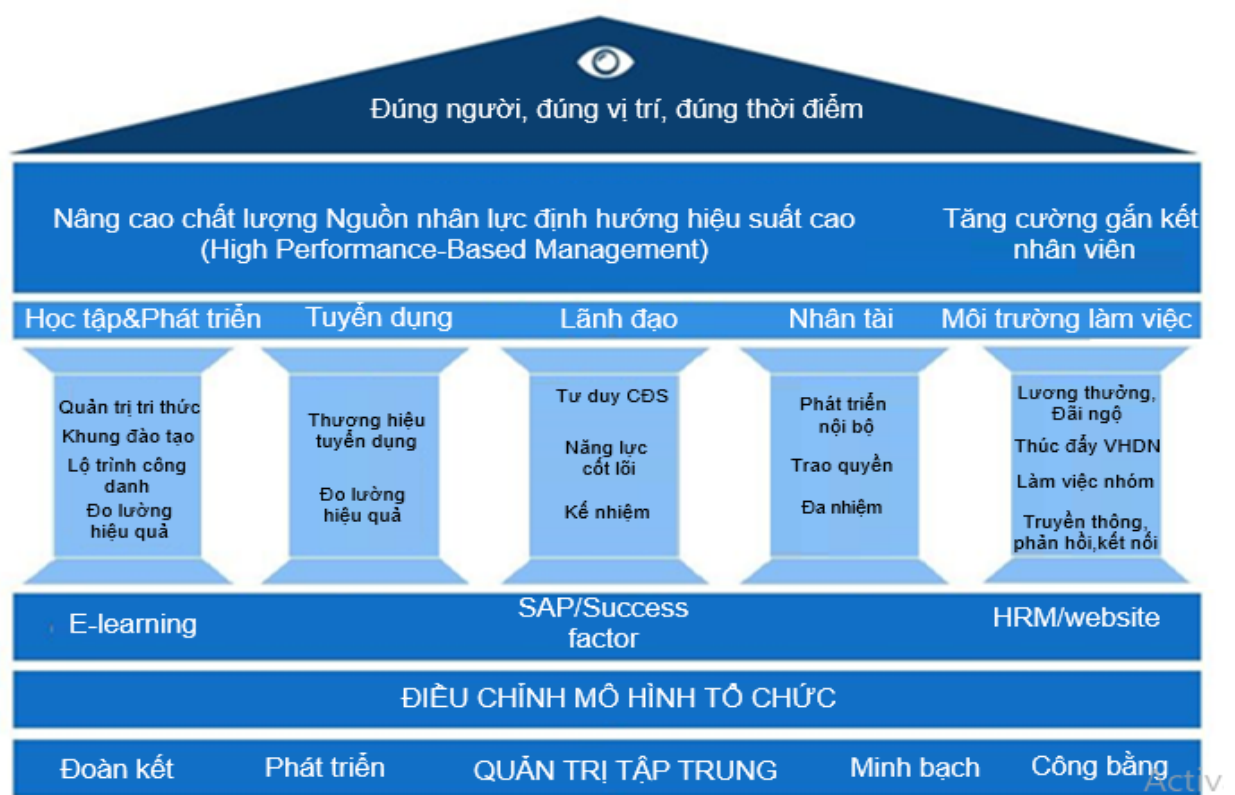 Đúng người, đúng vị trí, đúng thời điểm
Nâng cao chất lượng Nguồn nhân lực định hướng hiệu suất cao
(High Performance-Based Management)
Tăng cường gắn kết
nhân viên
Học tập&Phát triển
Tuyển dụng
Lãnh đạo
Nhân tài
Môi trường làm việc
Quản trị tri thức
Khung đào tạo
Lộ trình công
danh
Đo lường
hiệu quả
Thương hiệu
tuyển dụng
Đo lường
hiệu quả
Tư duy CĐS
Năng lực
cốt lõi
Kế nhiệm
Phát triển
nội bộ
Trao quyền
Đa nhiệm
Lương thưởng,
Đãi ngộ
Thúc đẩy VHDN
Làm việc nhóm
Truyền thông,
phản hồi,kết nối
E-learning
SAP/Success
factor
HRM/website
ĐIỀU CHỈNH MÔ HÌNH TỔ CHỨC
Đoàn kết
Phát triển
QUẢN TRỊ TẬP TRUNG
Minh bạch
Công bằng
Activ